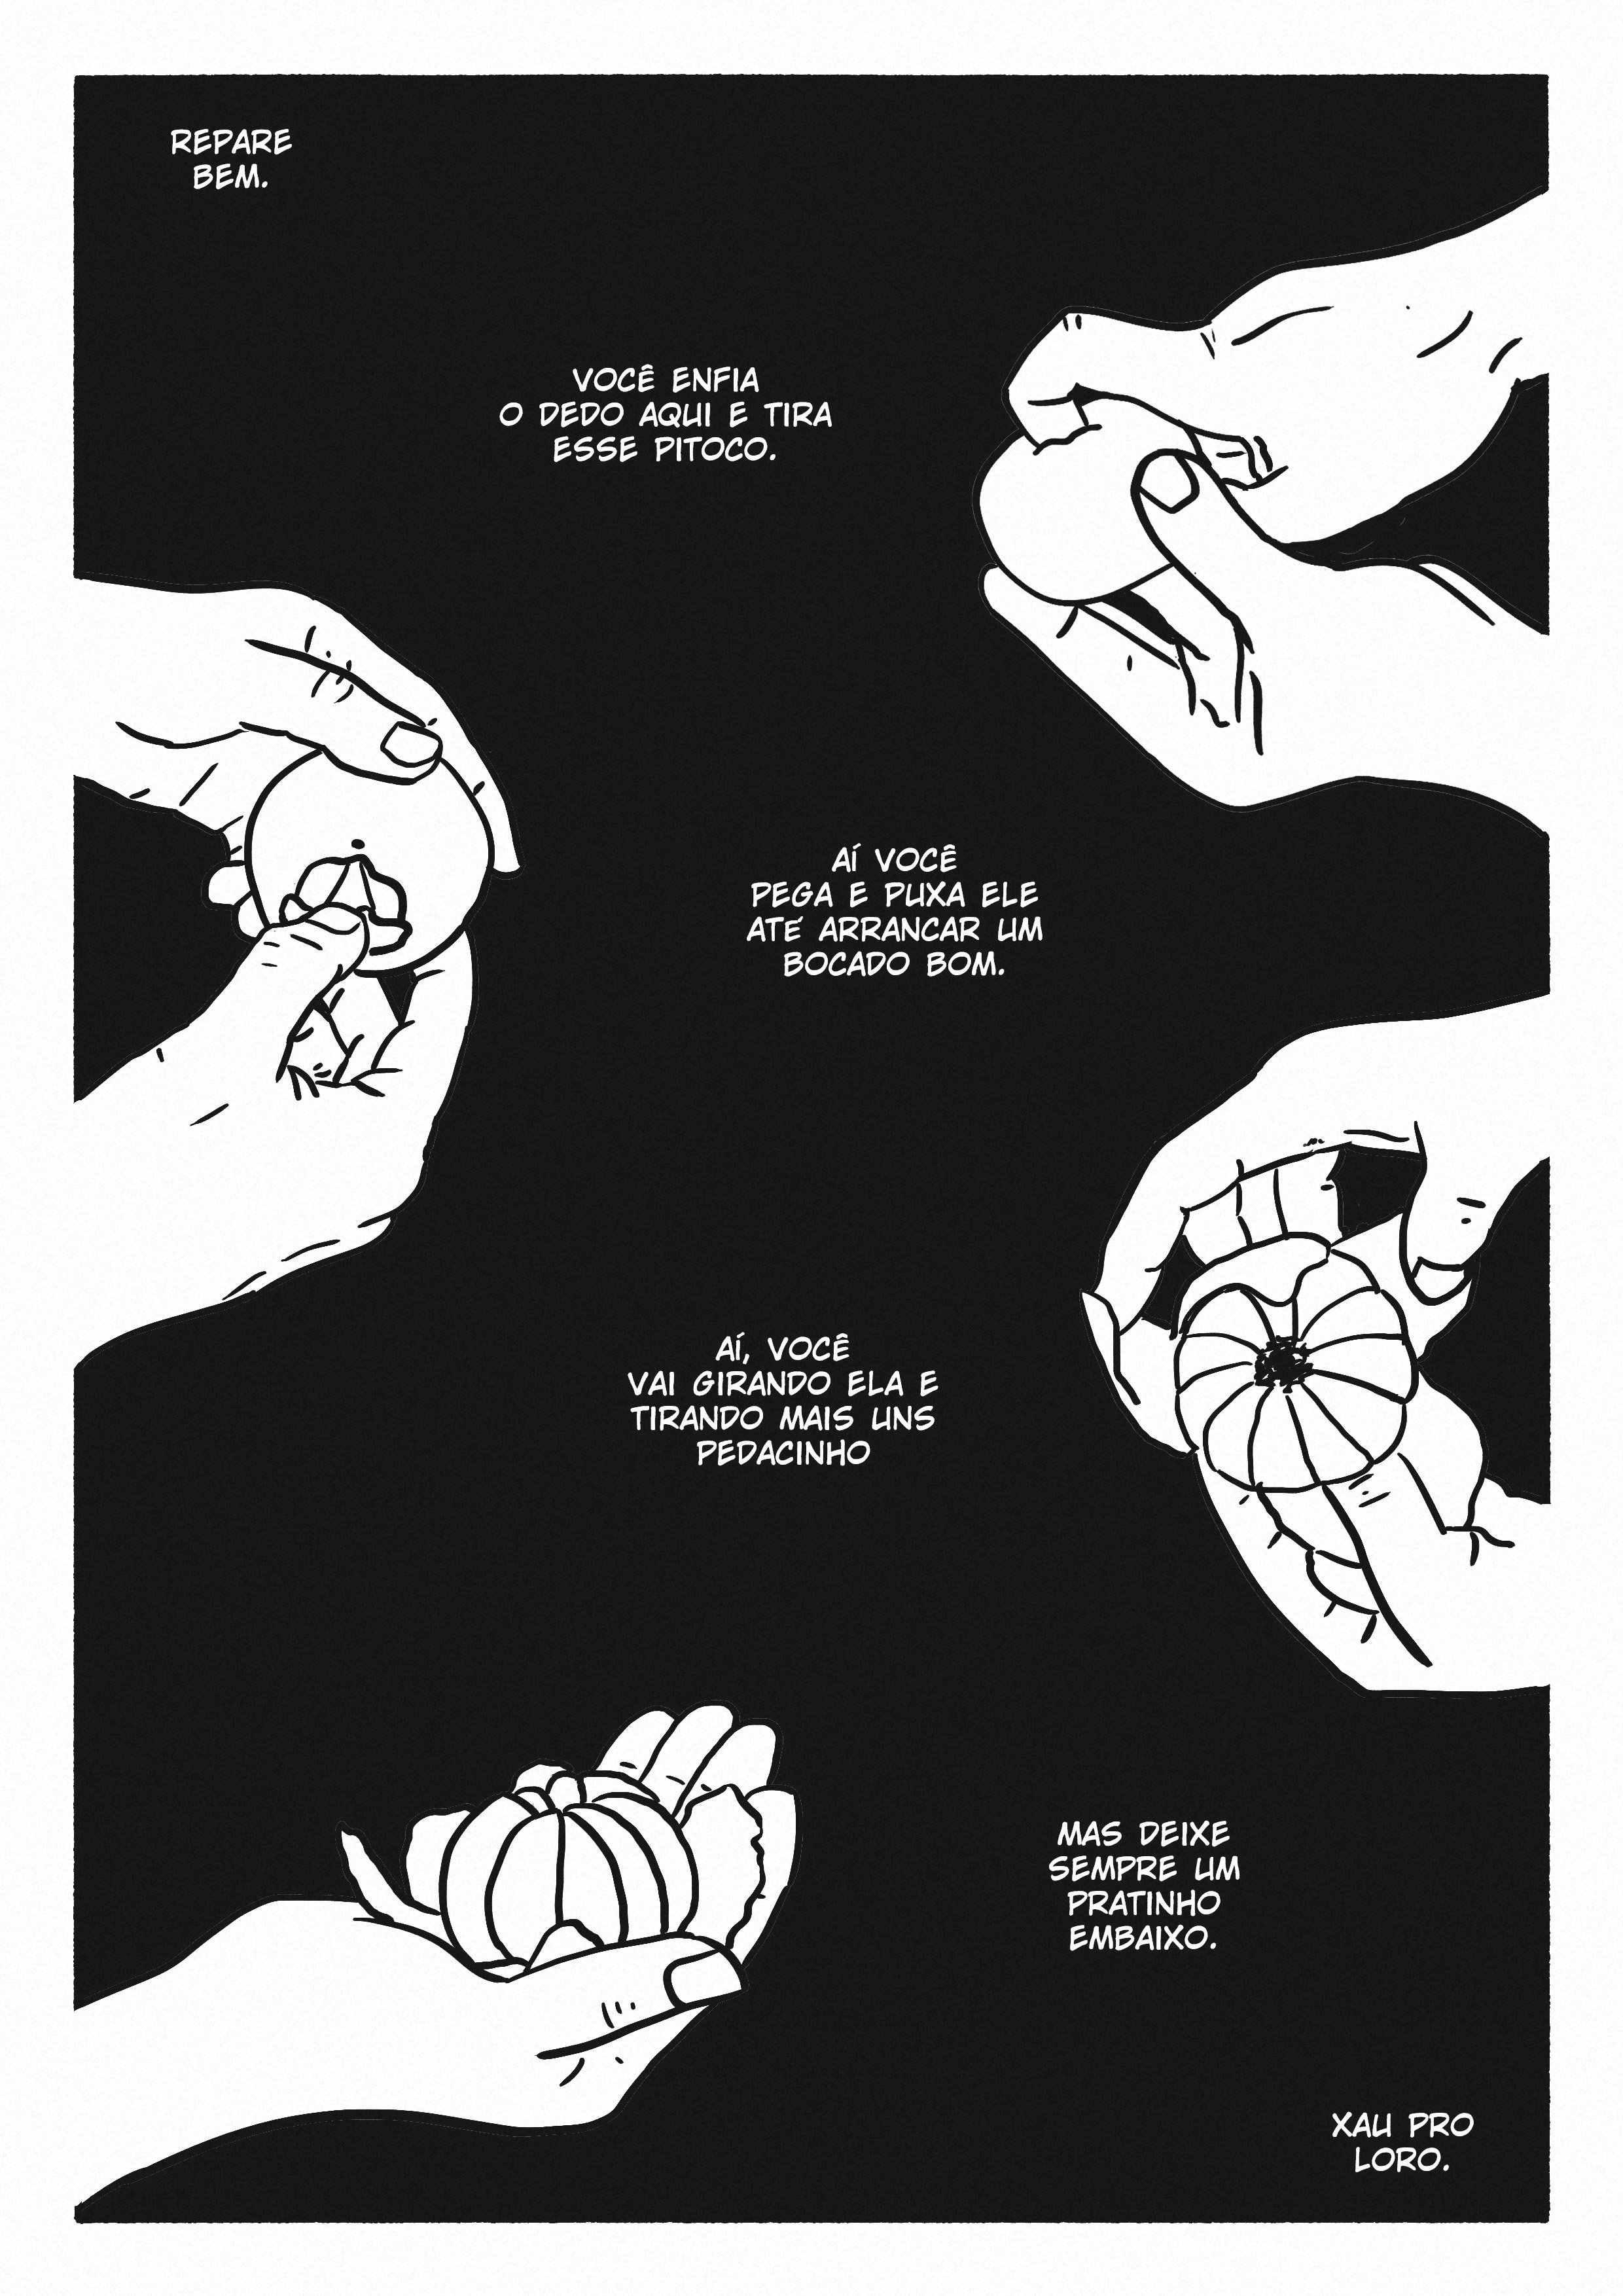 REPARE
BEM.
VOCÊ ENFIA
O DEDO AQUI E TIRA
ESSE PITOCO.
AÍ VOCÊ
PEGA E PUXA ELE
ATÉ ARRANCAR UM
BOCADO BOM.
AÍ, VOCÊ
VAI GIRANDO ELA E
TIRANDO MAIS UNS
PEDACINHO
MAS DEIXE
SEMPRE UM
PRATINHO
EMBAIXO.
XAU PRO
LORO.